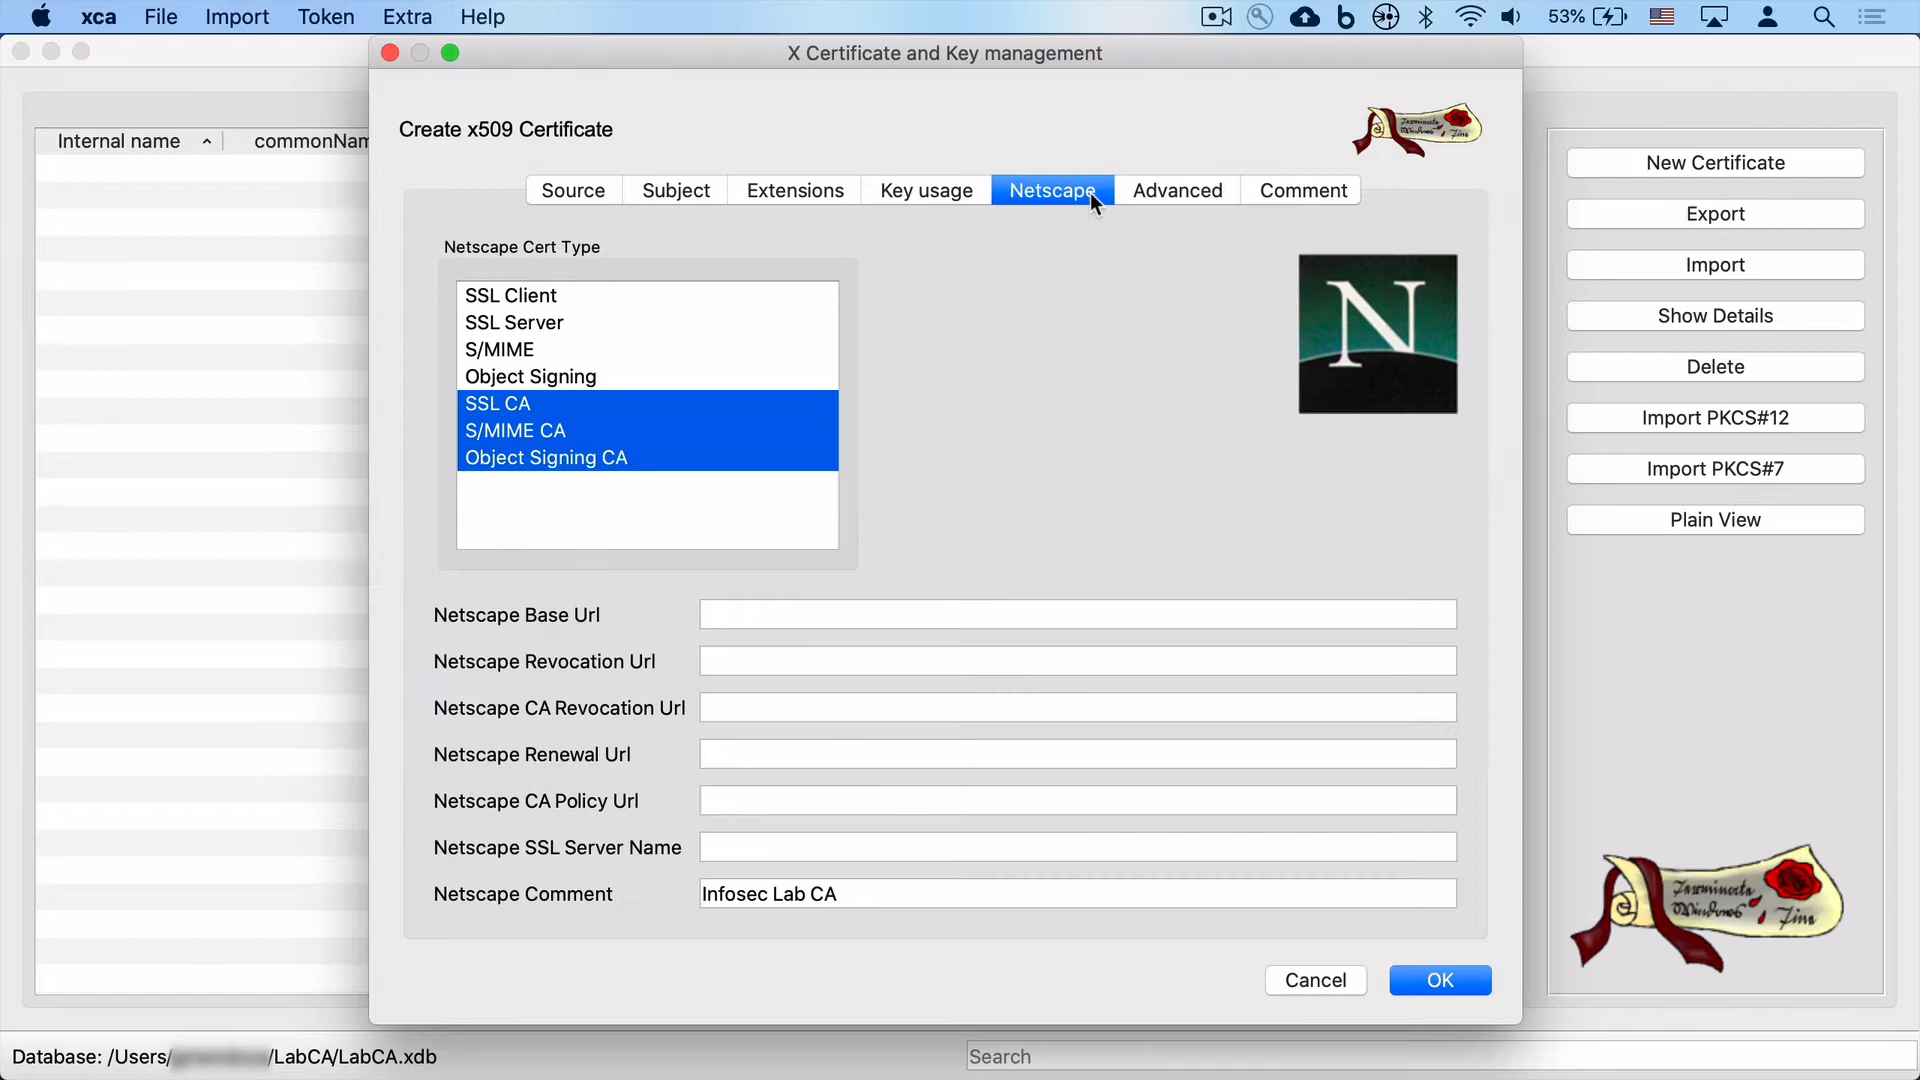 xca File Import Token Extra Help
53%
X Certificate and Key management
Internal name commonNam
Create x509 Certificate
Source Subject Extensions Key usage Netscape Advanced Comment
Netscape Cert Type
SSL Client
SSL Server
S/MIME
Object Signing
SSL CA
S/MIME CA
Object Signing CA
N
Netscape Base Url
Netscape Revocation Url
Netscape CA Revocation Url
Netscape Renewal Url
Netscape CA Policy Url
Netscape SSL Server Name
Netscape Comment Infosec Lab CA
Cancel OK
New Certificate
Export
Import
Show Details
Delete
Import PKCS#12
Import PKCS#7
Plain View
Database: /Users/ /LabCA/LabCA.xdb
Search